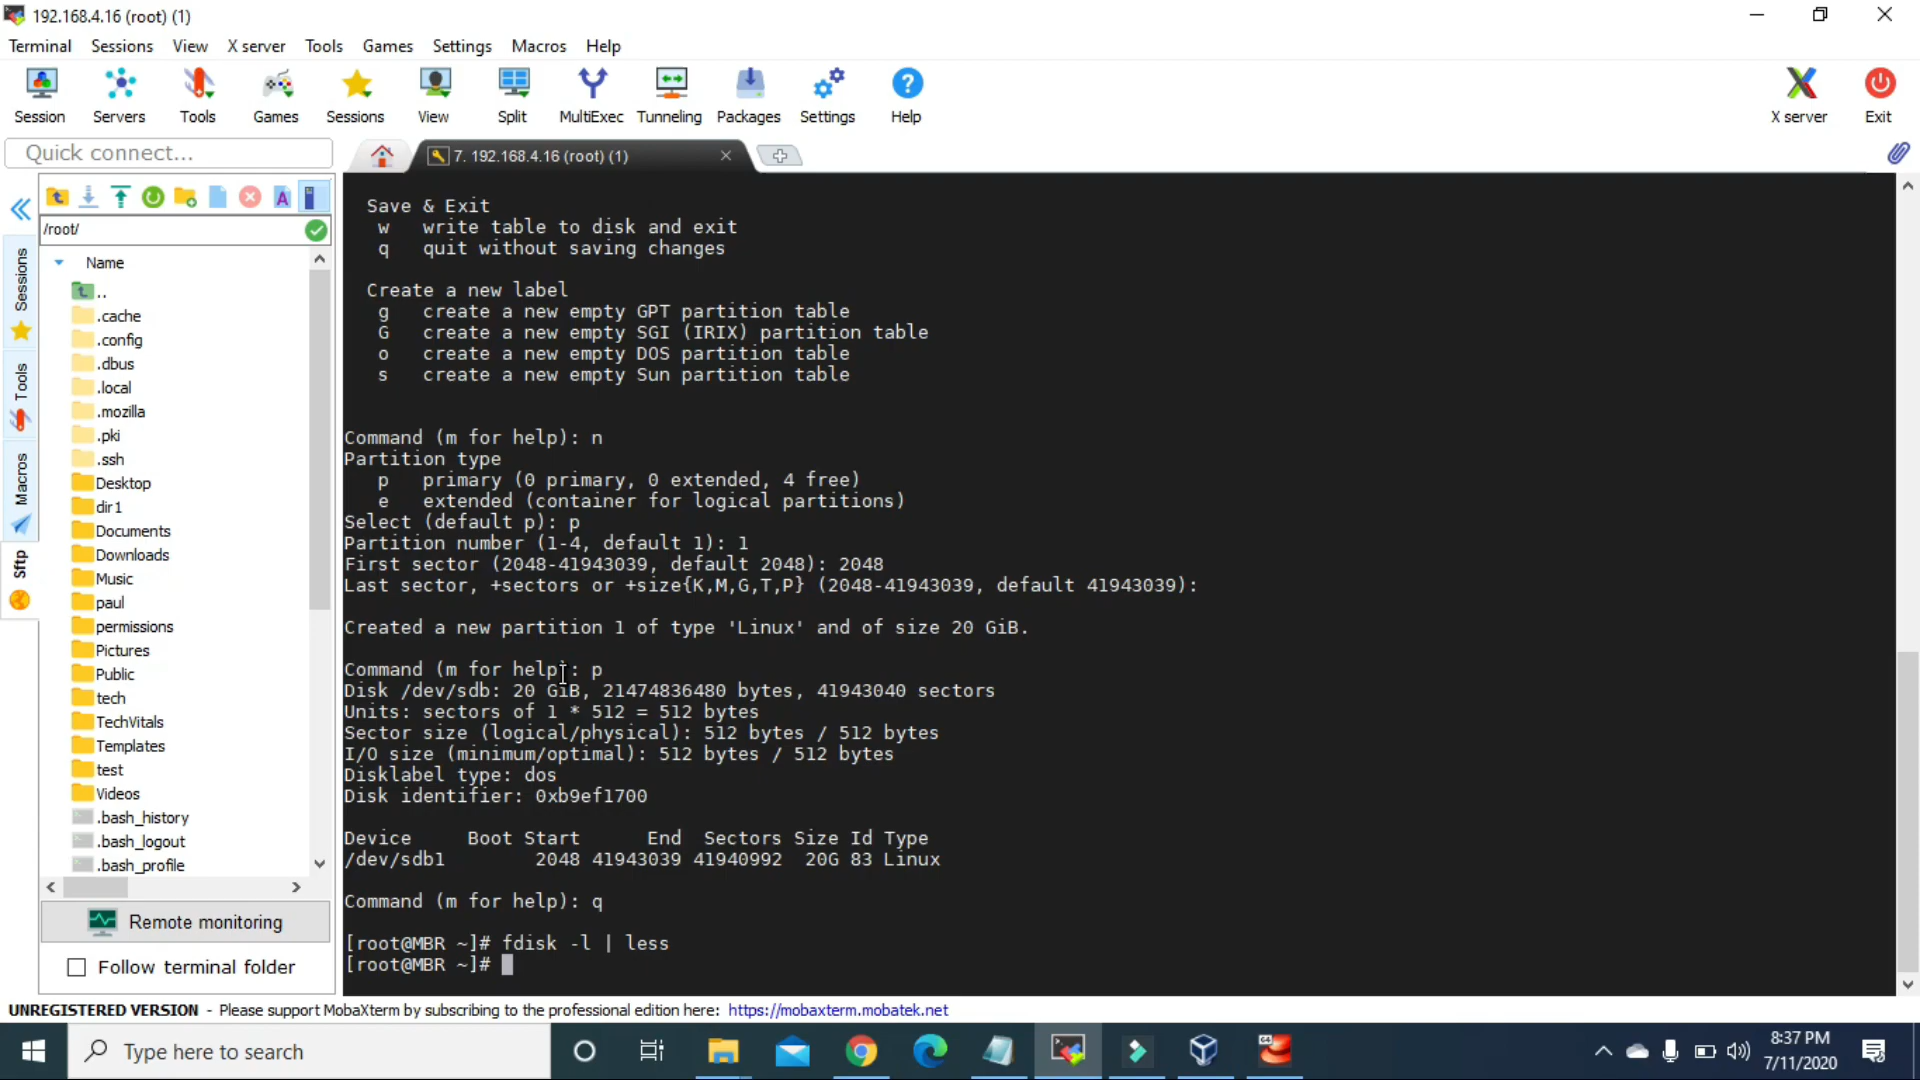 192.168.4.16 (root) (1)
Terminal Sessions View X server Tools Games Settings Macros Help
Session Servers Tools Games Sessions View Split MultiExec Tunneling Packages Settings Help X server Exit
Quick connect...
7. 192.168.4.16 (root) (1)
/root/
Name
..
.cache
.config
.dbus
.local
.mozilla
.pki
.ssh
Desktop
dir1
Documents
Downloads
Music
paul
permissions
Pictures
Public
tech
TechVitals
Templates
test
Videos
.bash_history
.bash_logout
.bash_profile
Sessions
Tools
Macros
Sftp
Remote monitoring
Follow terminal folder
Save & Exit
w write table to disk and exit
q quit without saving changes
Create a new label
g create a new empty GPT partition table
G create a new empty SGI (IRIX) partition table
o create a new empty DOS partition table
s create a new empty Sun partition table
Command (m for help): n
Partition type
p primary (0 primary, 0 extended, 4 free)
e extended (container for logical partitions)
Select (default p): p
Partition number (1-4, default 1): 1
First sector (2048-41943039, default 2048): 2048
Last sector, +sectors or +size{K,M,G,T,P} (2048-41943039, default 41943039):
Created a new partition 1 of type 'Linux' and of size 20 GiB.
Command (m for help): p
Disk /dev/sdb: 20 GiB, 21474836480 bytes, 41943040 sectors
Units: sectors of 1 * 512 = 512 bytes
Sector size (logical/physical): 512 bytes / 512 bytes
I/O size (minimum/optimal): 512 bytes / 512 bytes
Disklabel type: dos
Disk identifier: 0xb9ef1700
Device Boot Start End Sectors Size Id Type
/dev/sdb1 2048 41943039 41940992 20G 83 Linux
Command (m for help): q
[root@MBR ~]# fdisk -l | less
[root@MBR ~]#
UNREGISTERED VERSION - Please support MobaXterm by subscribing to the professional edition here: https://mobaxterm.mobatek.net
Type here to search
64
8:37 PM
7/11/2020